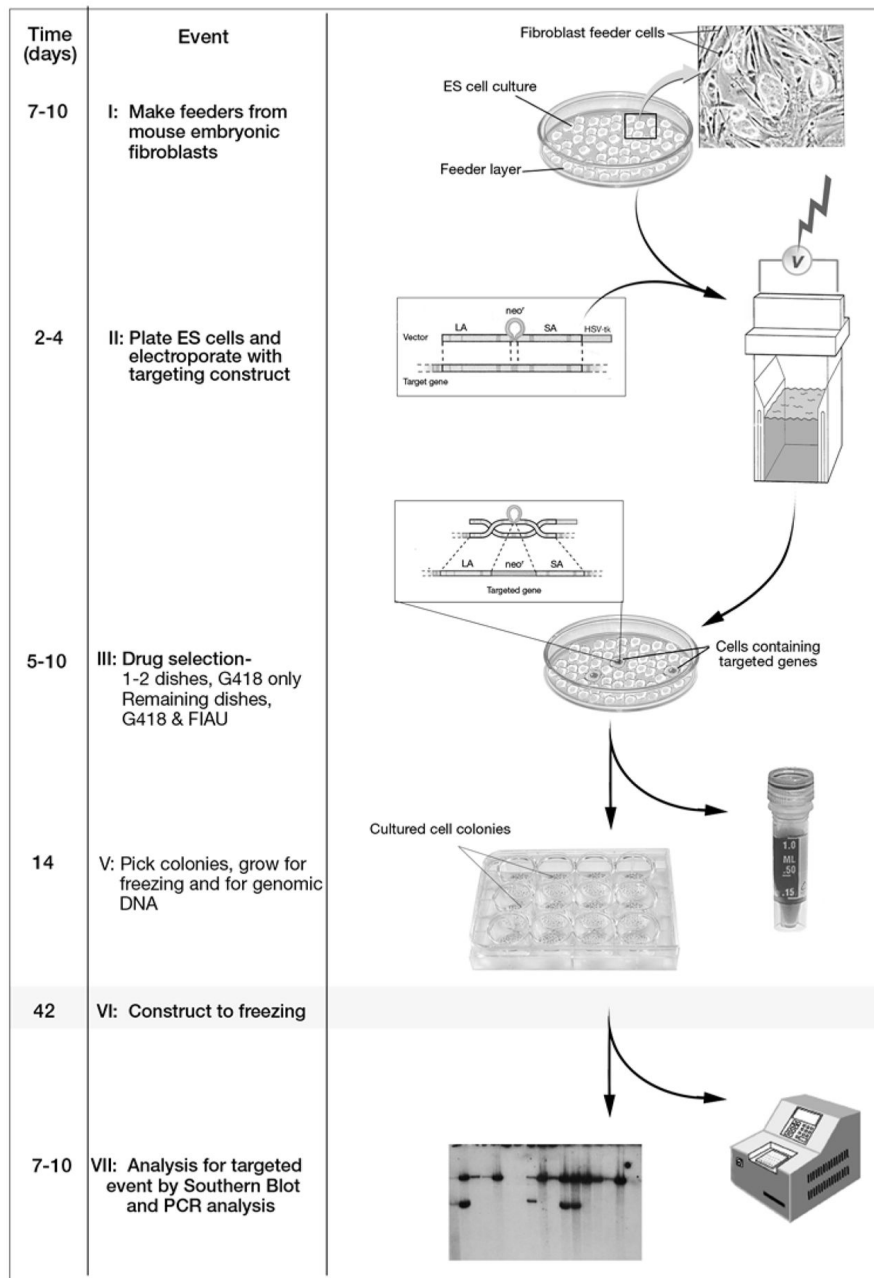 Time
(days)
Event
Fibroblast feeder cells
ES cell culture
7-10
I: Make feeders from
mouse embryonic
fibroblasts
Feeder layer
V
neoʳ
LA
SA
HSV-tk
Vector
Target gene
2-4
II: Plate ES cells and
electroporate with
targeting construct
LA
neoʳ
SA
Targeted gene
5-10
III: Drug selection-
1-2 dishes, G418 only
Remaining dishes,
G418 & FIAU
Cells containing
targeted genes
Cultured cell colonies
14
V: Pick colonies, grow for
freezing and for genomic
DNA
1.0
ML
.50
.15
42
VI: Construct to freezing
7-10
VII: Analysis for targeted
event by Southern Blot
and PCR analysis